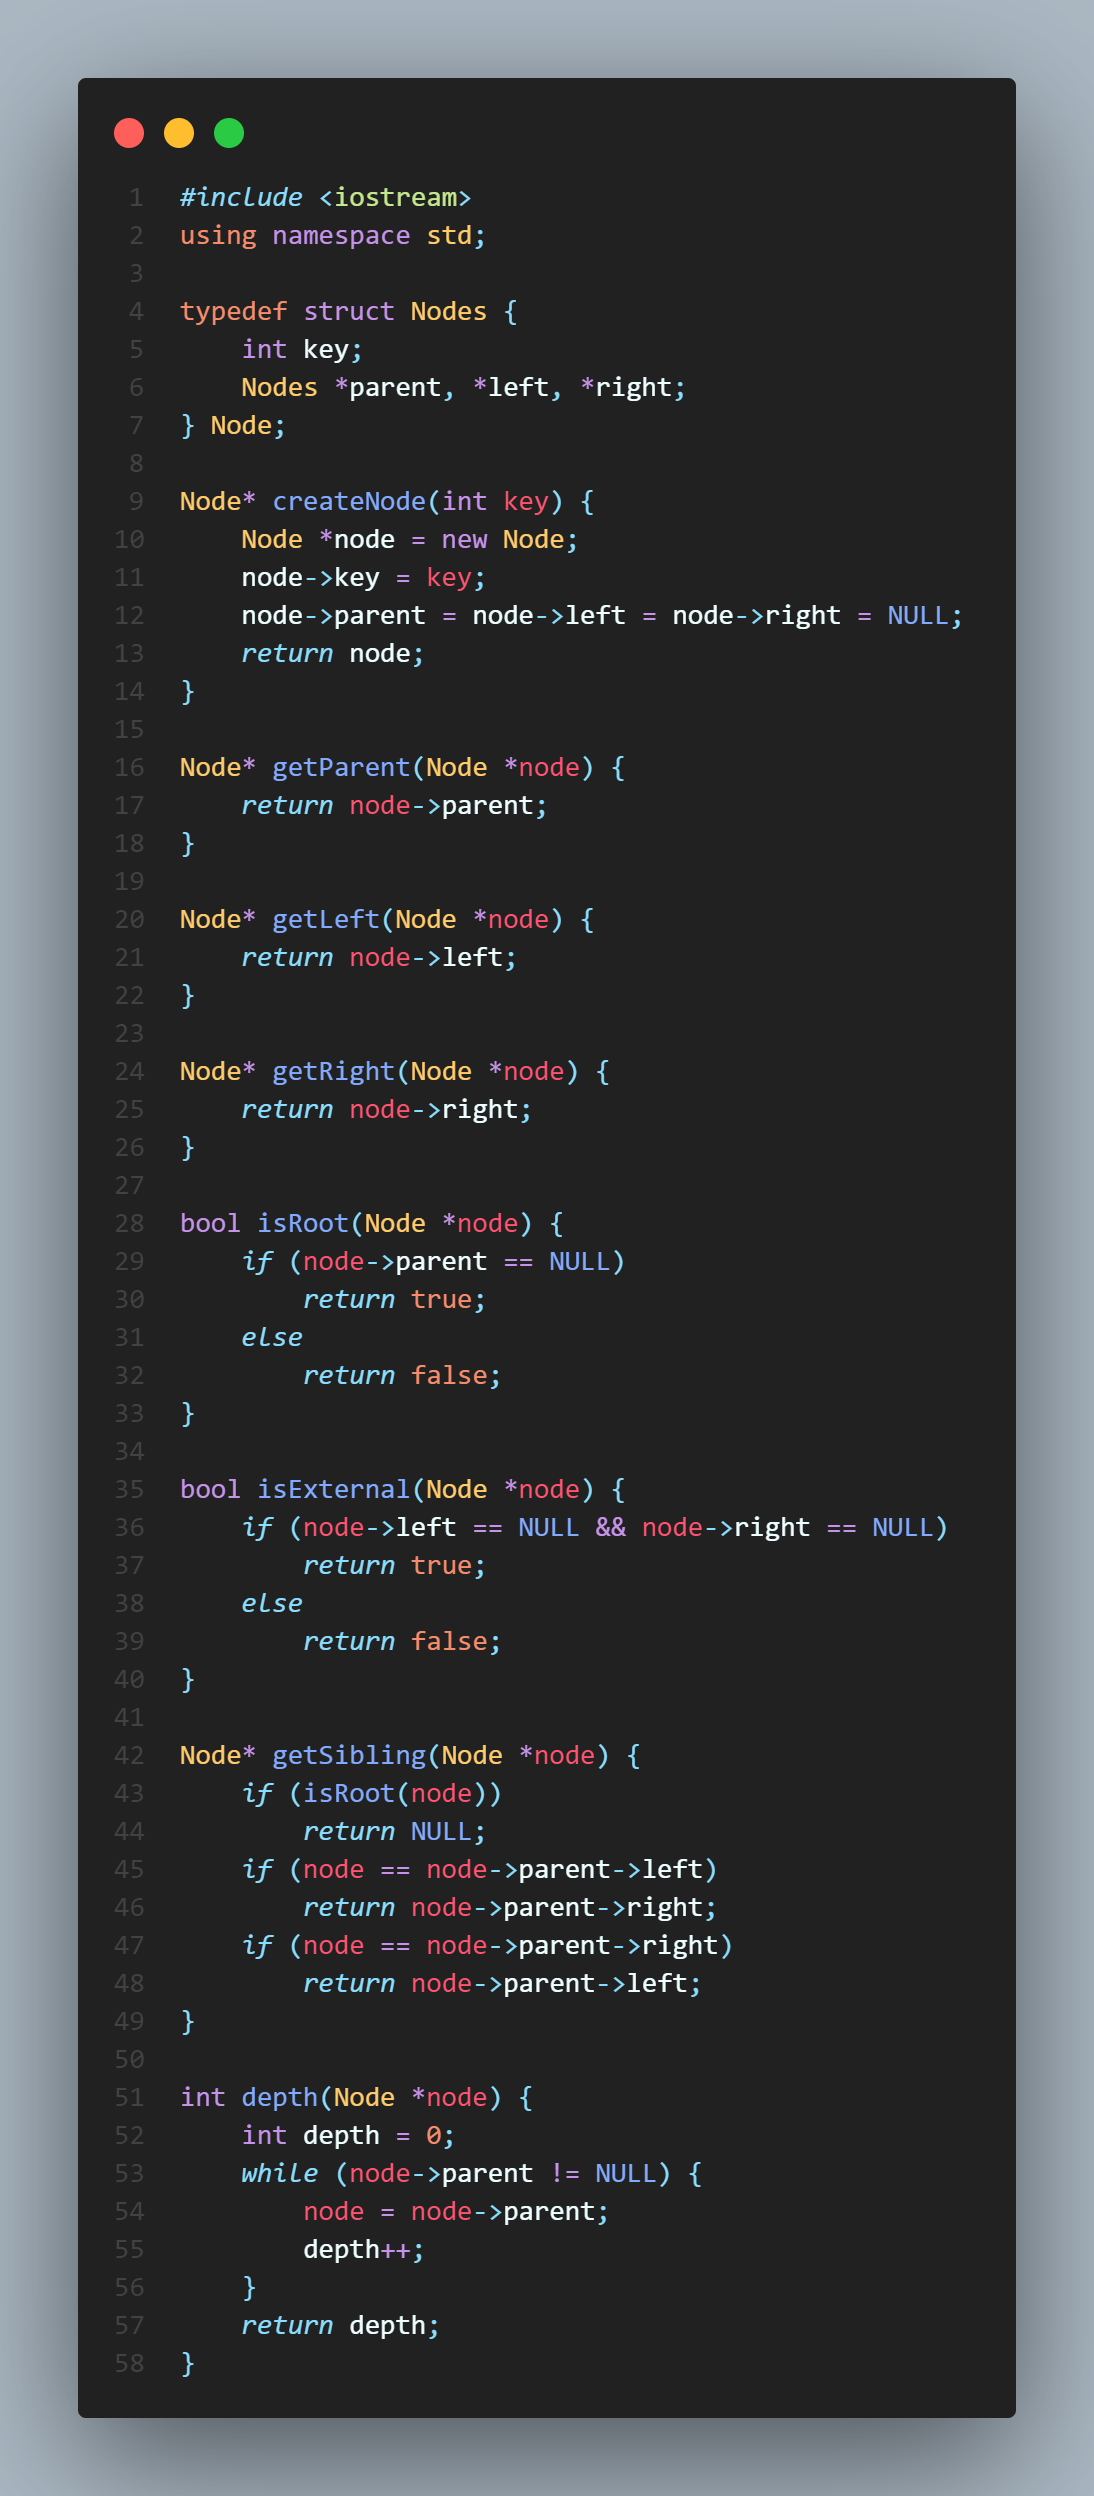 1 #include <iostream>
2 using namespace std;
3
4 typedef struct Nodes {
5     int key;
6     Nodes *parent, *left, *right;
7 } Node;
8
9 Node* createNode(int key) {
10     Node *node = new Node;
11     node->key = key;
12     node->parent = node->left = node->right = NULL;
13     return node;
14 }
15
16 Node* getParent(Node *node) {
17     return node->parent;
18 }
19
20 Node* getLeft(Node *node) {
21     return node->left;
22 }
23
24 Node* getRight(Node *node) {
25     return node->right;
26 }
27
28 bool isRoot(Node *node) {
29     if (node->parent == NULL)
30         return true;
31     else
32         return false;
33 }
34
35 bool isExternal(Node *node) {
36     if (node->left == NULL && node->right == NULL)
37         return true;
38     else
39         return false;
40 }
41
42 Node* getSibling(Node *node) {
43     if (isRoot(node))
44         return NULL;
45     if (node == node->parent->left)
46         return node->parent->right;
47     if (node == node->parent->right)
48         return node->parent->left;
49 }
50
51 int depth(Node *node) {
52     int depth = 0;
53     while (node->parent != NULL) {
54         node = node->parent;
55         depth++;
56     }
57     return depth;
58 }